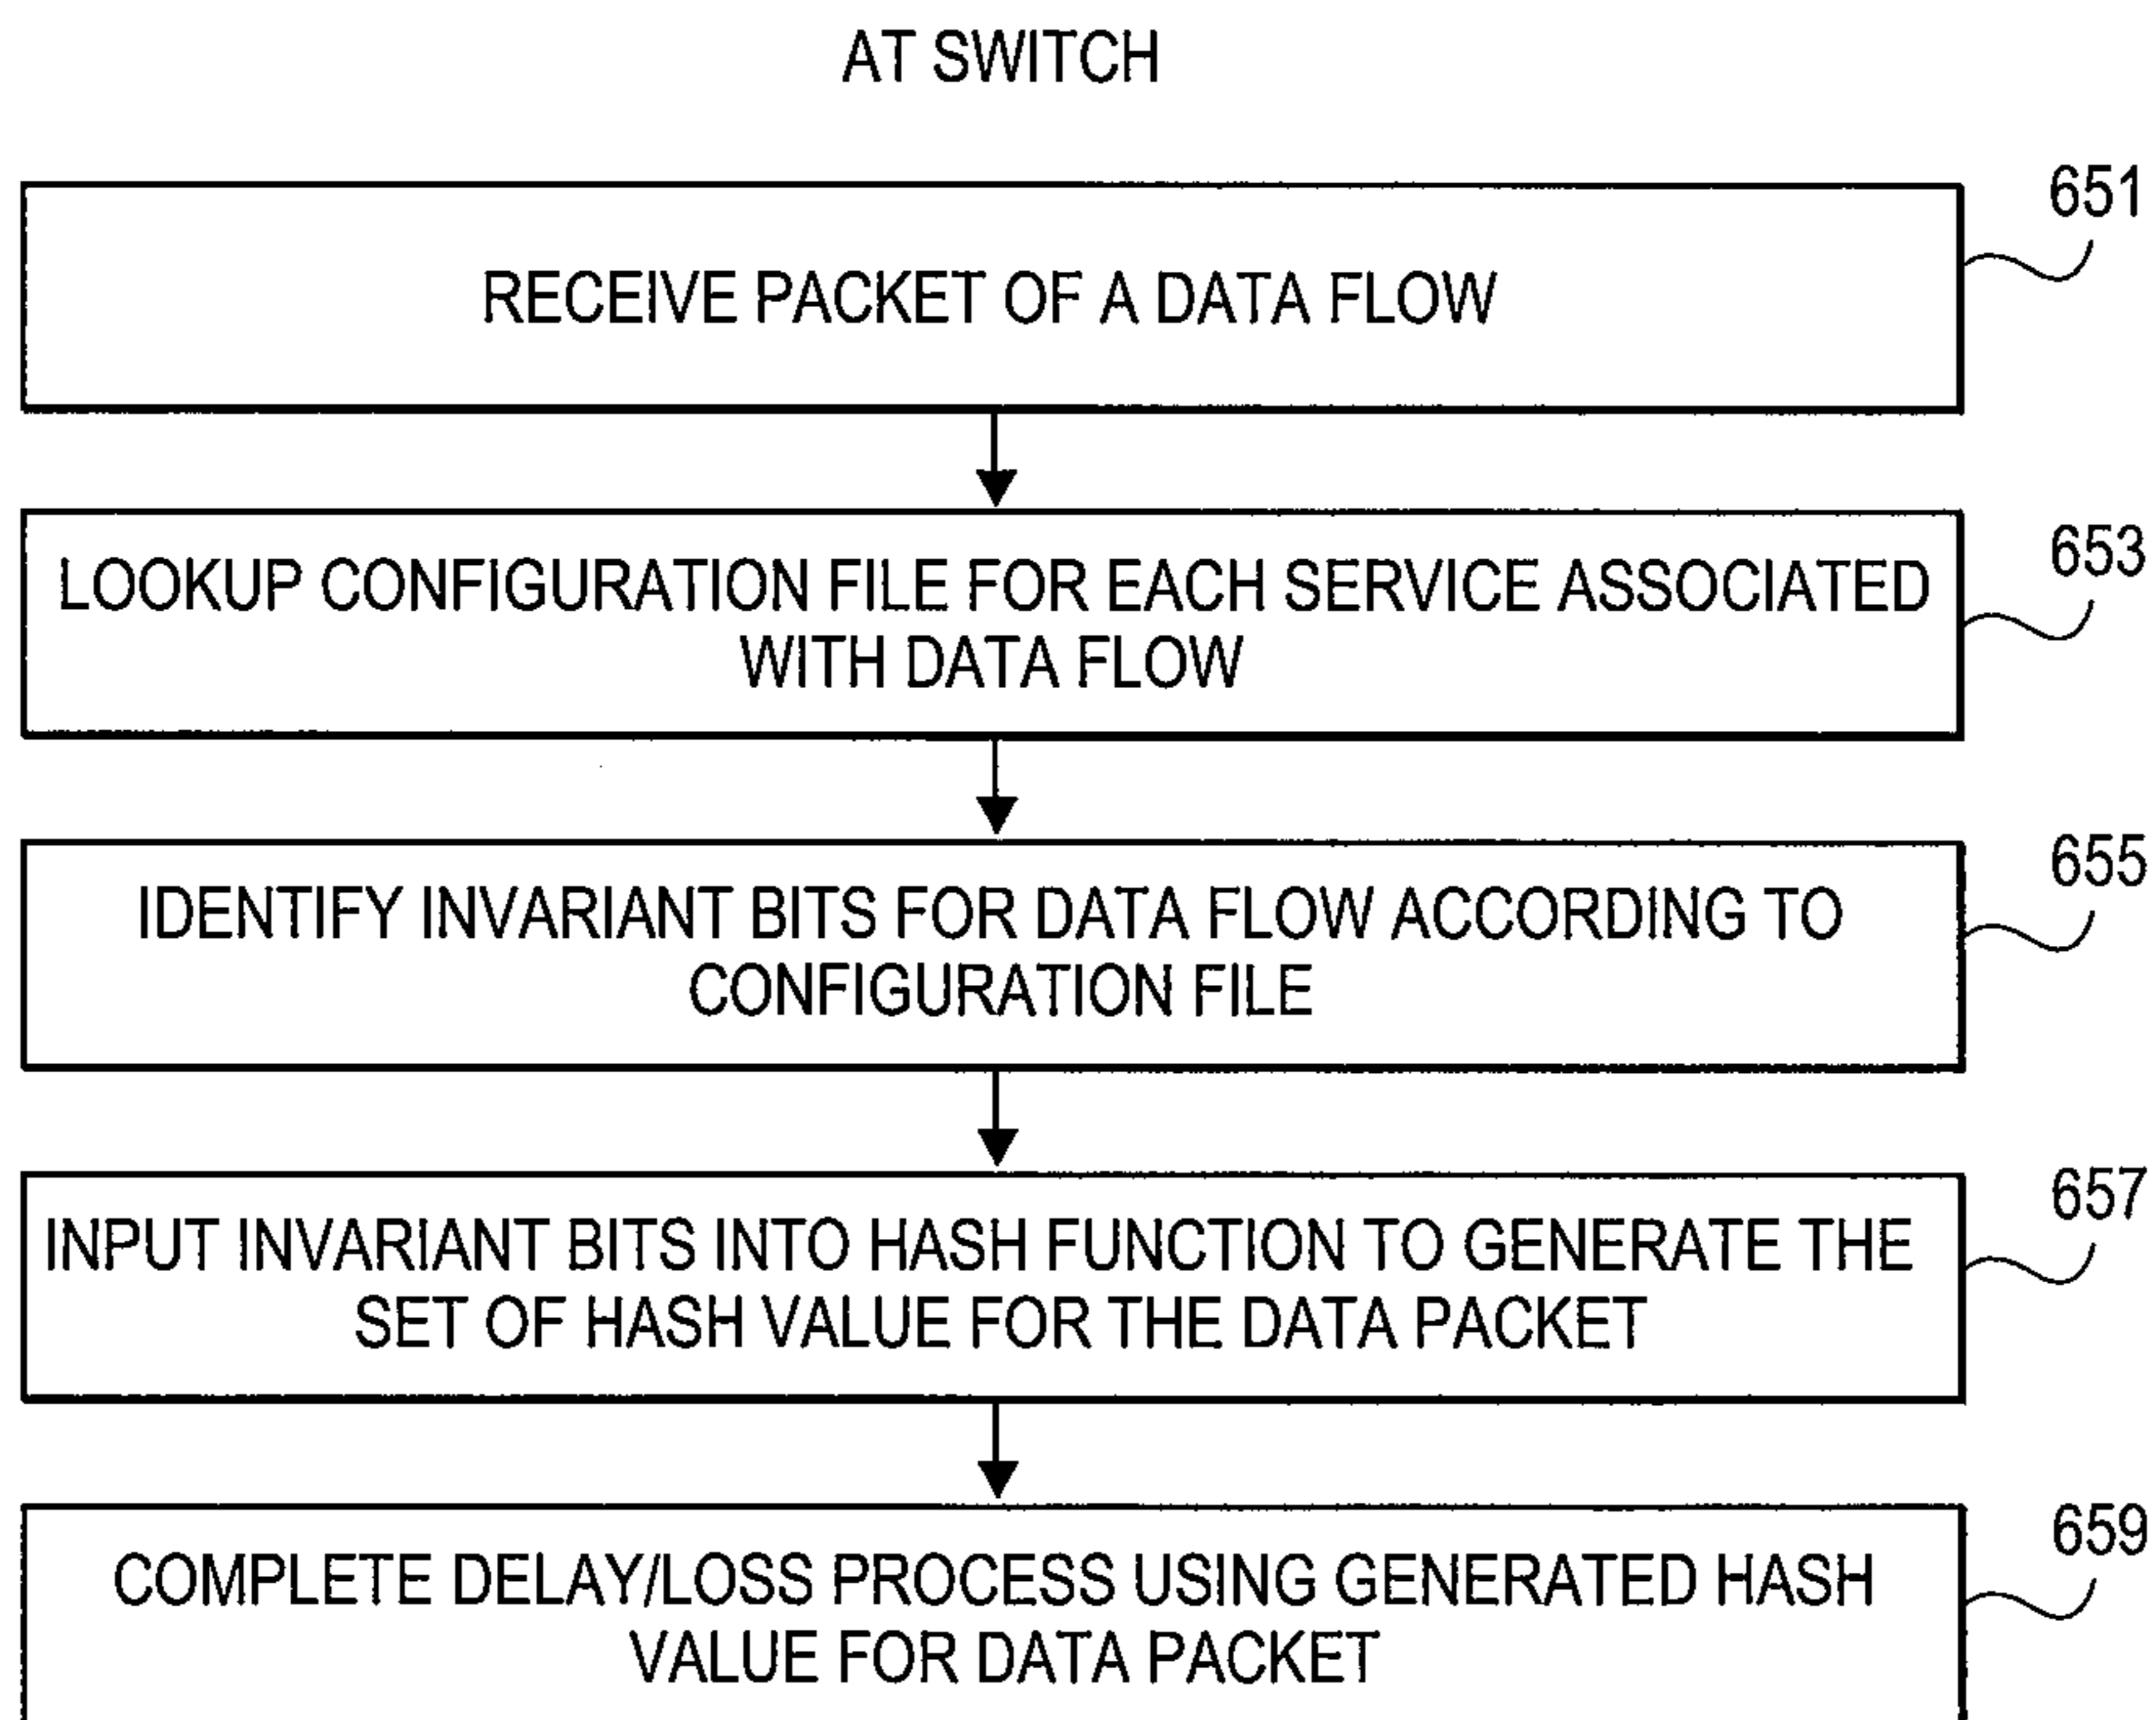 AT SWITCH
651
RECEIVE PACKET OF A DATA FLOW
653
LOOKUP CONFIGURATION FILE FOR EACH SERVICE ASSOCIATED
WITH DATA FLOW
655
IDENTIFY INVARIANT BITS FOR DATA FLOW ACCORDING TO
CONFIGURATION FILE
657
INPUT INVARIANT BITS INTO HASH FUNCTION TO GENERATE THE
SET OF HASH VALUE FOR THE DATA PACKET
659
COMPLETE DELAY/LOSS PROCESS USING GENERATED HASH
VALUE FOR DATA PACKET